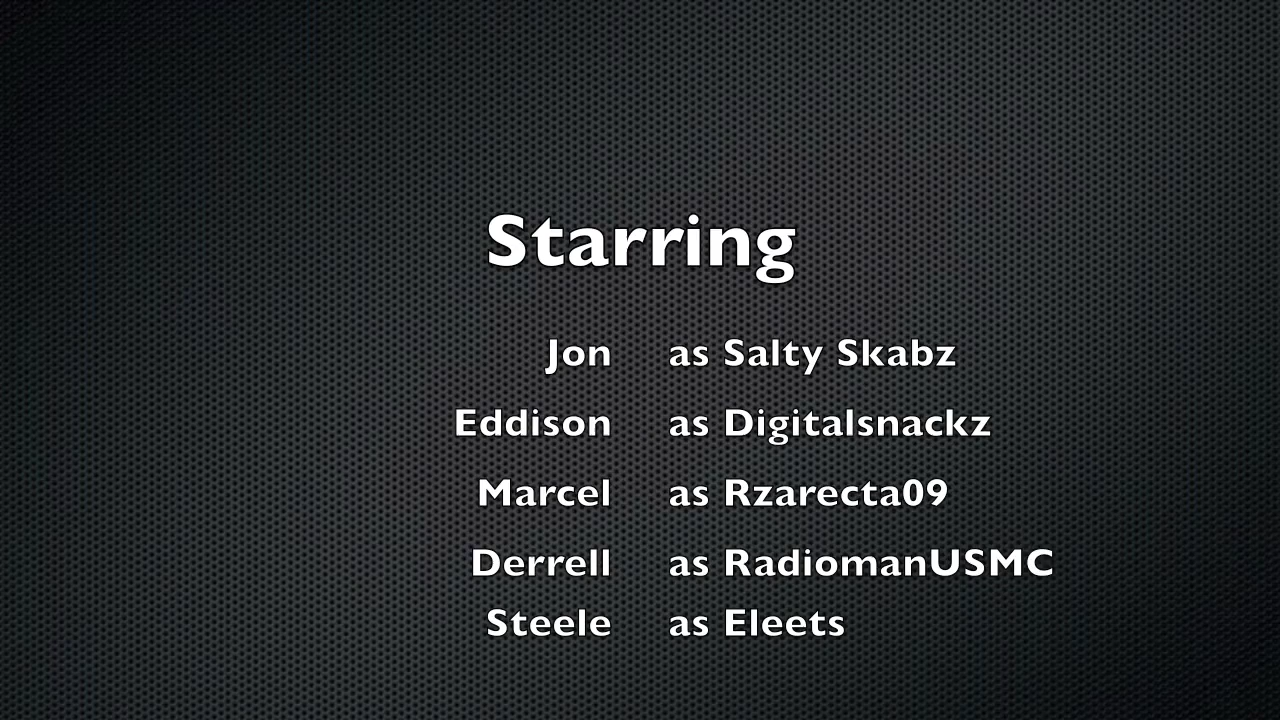 Starring
Jon as Salty Skabz
Eddison as Digitalsnackz
Marcel as Rzarecta09
Derrell as RadiomanUSMC
Steele as Eleets